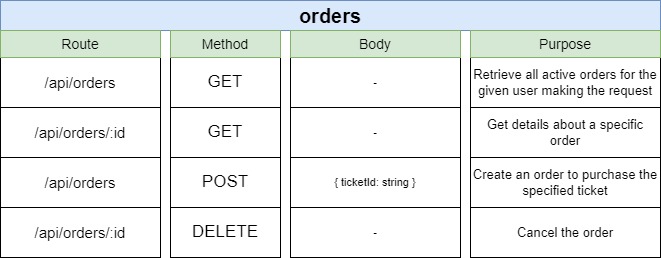 orders
Route Method Body Purpose
/api/orders GET - Retrieve all active orders for the
given user making the request
/api/orders/:id GET - Get details about a specific
order
/api/orders POST { ticketId: string } Create an order to purchase the
specified ticket
/api/orders/:id DELETE - Cancel the order